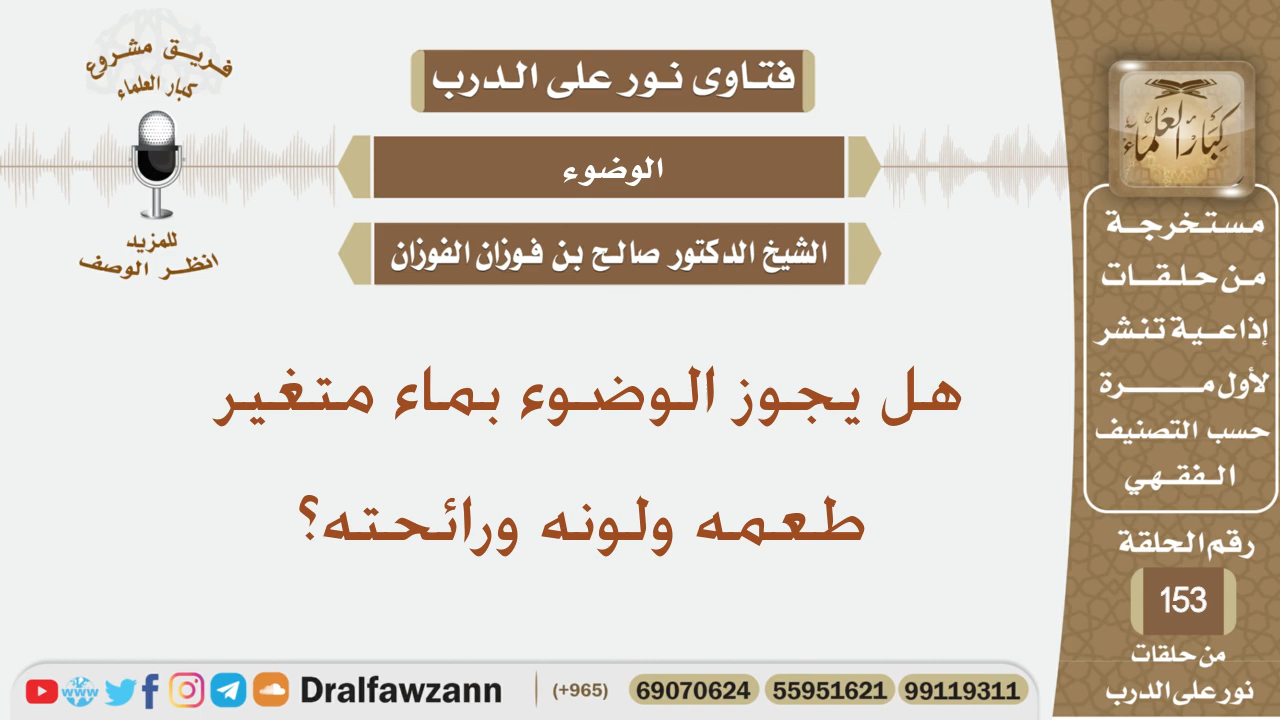 فريق مشروع
كبار العلماء
للمزيد
انظر الوصف
فتاوى نور على الدرب
الوضوء
الشيخ الدكتور صالح بن فوزان الفوزان
هل يجوز الوضوء بماء متغير
طعمه ولونه ورائحته؟
كبار العلماء
مستخرجة
من حلقات
إذاعية تنشر
لأول مرة
حسب التصنيف
الفقهي
رقم الحلقة
153
من حلقات
نور على الدرب
www Dralfawzann (+965) 69070624 55951621 99119311